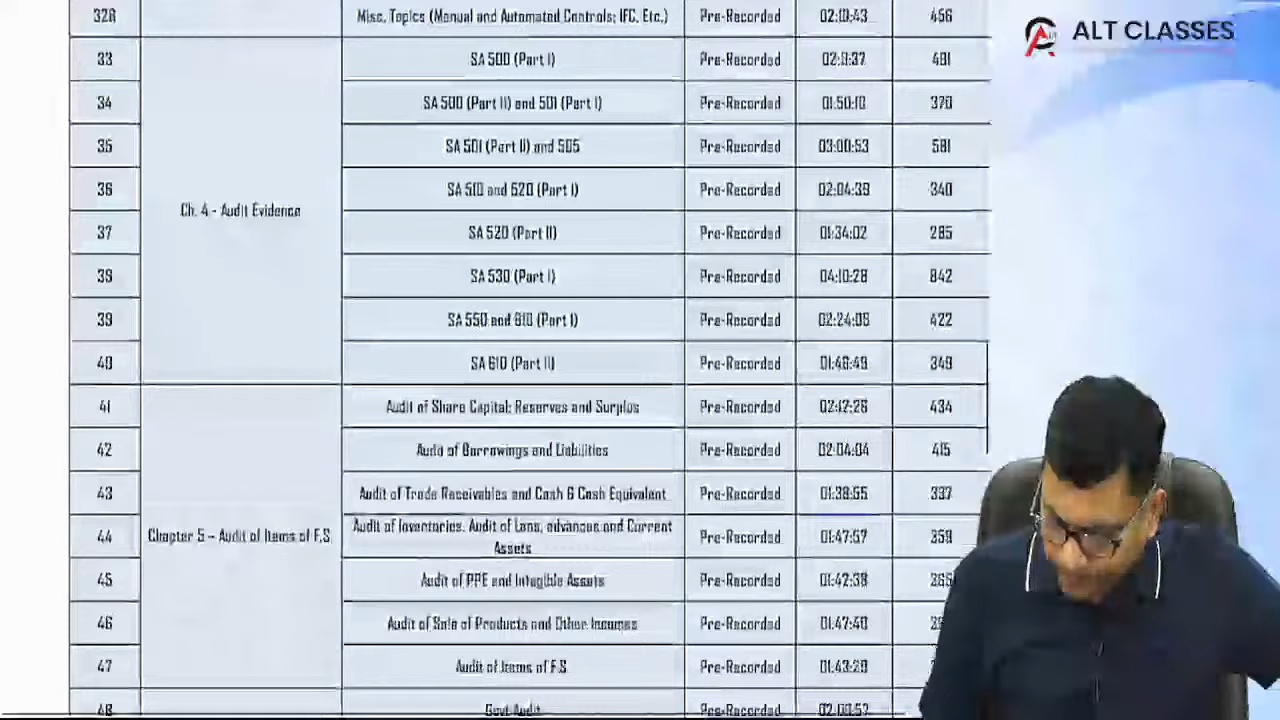 ALT CLASSES
32R Misc. Topics (Manual and Automated Controls; IFC, Etc.) Pre-Recorded 02:10:43 456
33 SA 500 (Part I) Pre-Recorded 481
34 SA 500 (Part II) and 501 (Part I) Pre-Recorded 01:50:10 370
35 SA 501 (Part II) and 505 Pre-Recorded 03:00:53 581
36 SA 510 and 520 (Part I) Pre-Recorded 02:04:39 340
Ch. 4 - Audit Evidence
37 SA 520 (Part II) Pre-Recorded 01:34:02 285
SA 530 (Part I) Pre-Recorded 04:10:28 842
39 SA 550 and 610 (Part I) Pre-Recorded 02:24:06 422
40 SA 610 (Part II) Pre-Recorded 349
41 Audit of Share Capital; Reserves and Surplus Pre-Recorded 02:12:26 434
42 Audit of Borrowings and Liabilities Pre-Recorded 02:04:04 415
43 Audit of Trade Receivables and Cash & Cash Equivalent Pre-Recorded 01:38:55 337
44 Chapter 5 - Audit of Items of F.S. Audit of Inventories, Audit of Lons, advances and Current Pre-Recorded 01:47:57 359
Assets
45 Audit of PPE and Intagible Assets Pre-Recorded 01:42:38
46 Audit of Sale of Products and Other Incomes Pre-Recorded 01:47:40
47 Audit of Items of F.S Pre-Recorded 01:43:29
48 Govt Audit Pre-Recorded